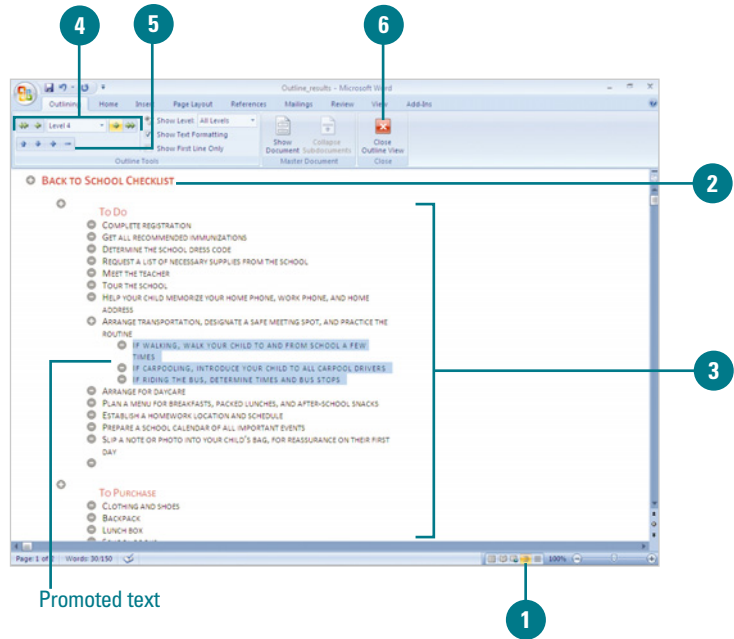 4
5
6
Outline_results - Microsoft Word
Outlining Home Insert Page Layout References Mailings Review View Add-Ins
Level 4
Show Level: All Levels
Show Text Formatting
Show First Line Only
Outline Tools
Show Document
Collapse Subdocuments
Master Document
Close Outline View
Close
BACK TO SCHOOL CHECKLIST
2
TO DO
COMPLETE REGISTRATION
GET ALL RECOMMENDED IMMUNIZATIONS
DETERMINE THE SCHOOL DRESS CODE
REQUEST A LIST OF NECESSARY SUPPLIES FROM THE SCHOOL
MEET THE TEACHER
TOUR THE SCHOOL
HELP YOUR CHILD MEMORIZE YOUR HOME PHONE, WORK PHONE, AND HOME
ADDRESS
ARRANGE TRANSPORTATION, DESIGNATE A SAFE MEETING SPOT, AND PRACTICE THE
ROUTINE
IF WALKING, WALK YOUR CHILD TO AND FROM SCHOOL A FEW
TIMES
IF CARPOOLING, INTRODUCE YOUR CHILD TO ALL CARPOOL DRIVERS
IF RIDING THE BUS, DETERMINE TIMES AND BUS STOPS
3
ARRANGE FOR DAYCARE
PLAN A MENU FOR BREAKFASTS, PACKED LUNCHES, AND AFTER-SCHOOL SNACKS
ESTABLISH A HOMEWORK LOCATION AND SCHEDULE
PREPARE A SCHOOL CALENDAR OF ALL IMPORTANT EVENTS
SLIP A NOTE OR PHOTO INTO YOUR CHILD'S BAG, FOR REASSURANCE ON THEIR FIRST
DAY
TO PURCHASE
CLOTHING AND SHOES
BACKPACK
LUNCH BOX
Page: 1 of 2 Words: 30/150 100%
Promoted text
1